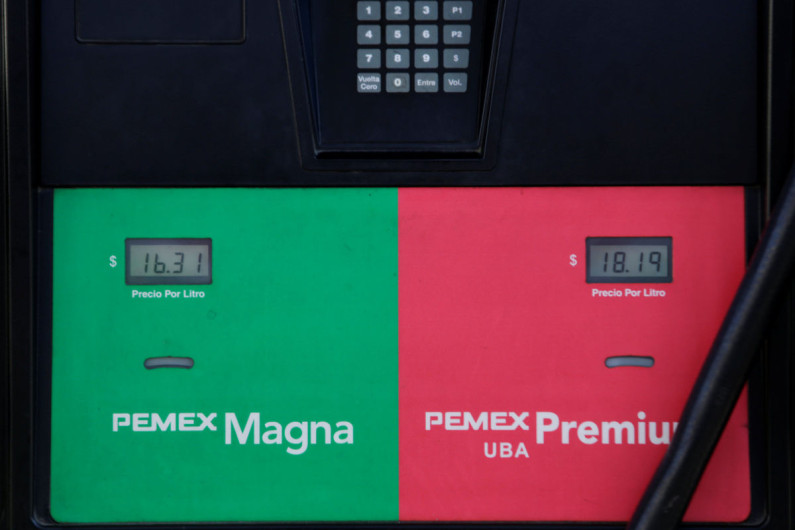 1 2 3 P1
4 5 6 P2
7 8 9 $
Vuelta Cero 0 Entre Vol.
$ 16.31
Precio Por Litro
$ 18.19
Precio Por Litro
PEMEX Magna
PEMEX Premiu
UBA